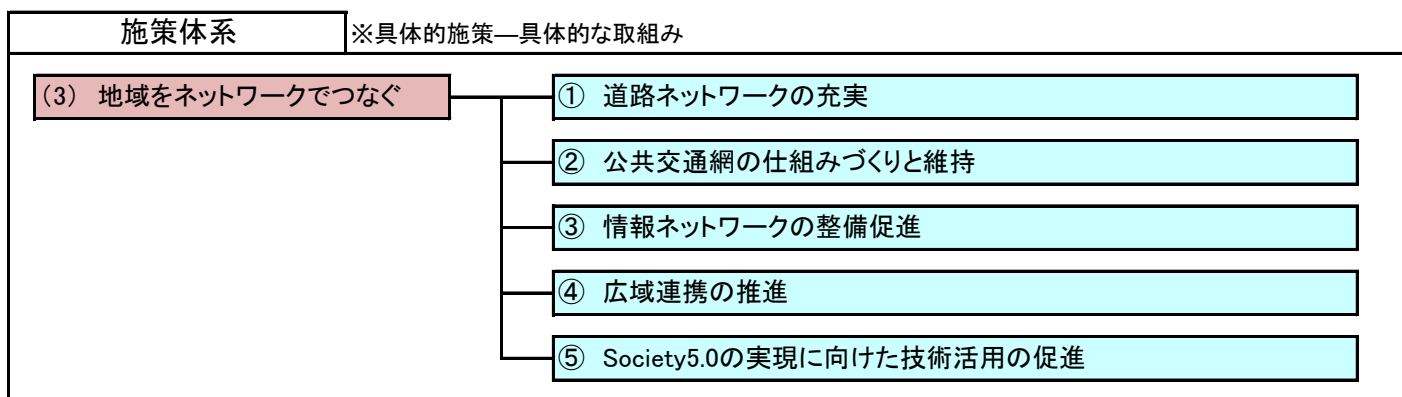 施策体系
※具体的施策―具体的な取組み
（3） 地域をネットワークでつなぐ
① 道路ネットワークの充実
② 公共交通網の仕組みづくりと維持
③ 情報ネットワークの整備促進
④ 広域連携の推進
⑤ Society5.0の実現に向けた技術活用の促進